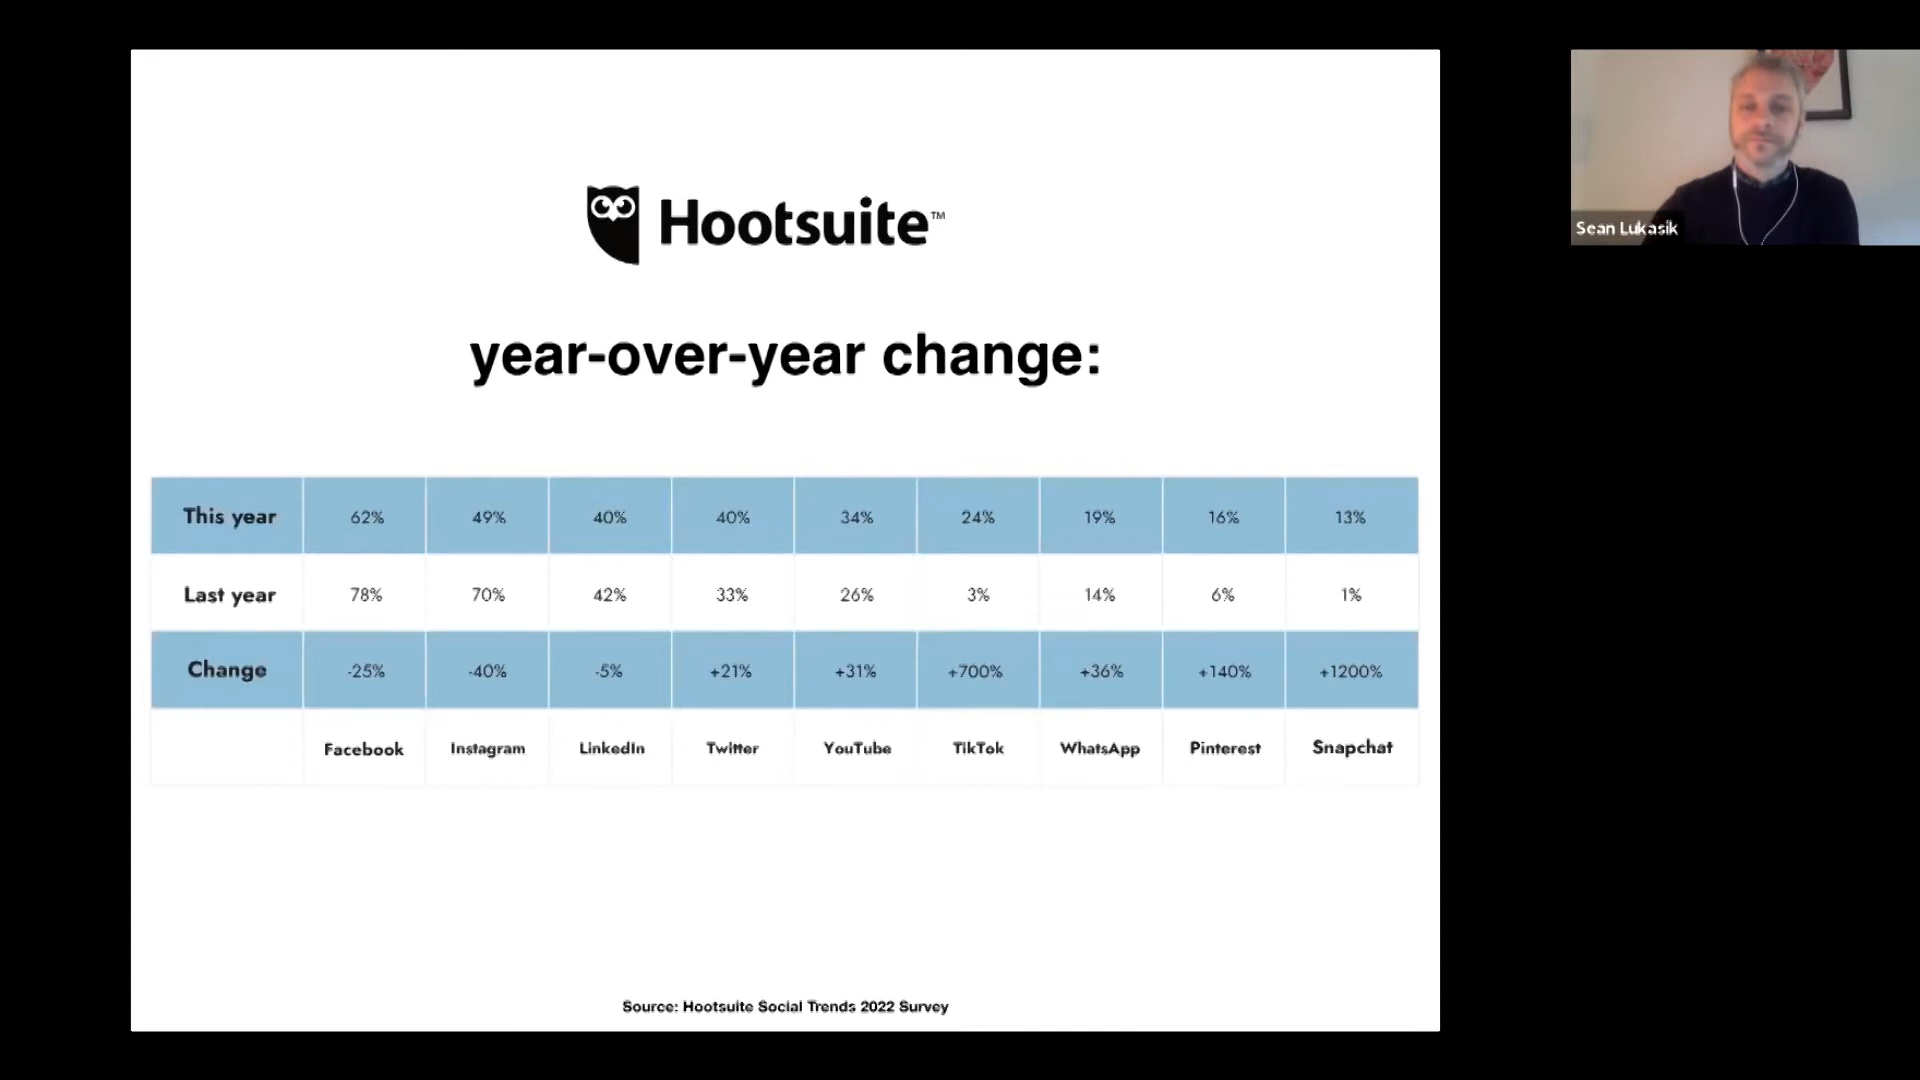 Hootsuite™
year-over-year change:
This year 62% 49% 40% 40% 34% 24% 19% 16% 13%
Last year 78% 70% 42% 33% 26% 3% 14% 6% 1%
Change -25% -40% -5% +21% +31% +700% +36% +140% +1200%
Facebook Instagram LinkedIn Twitter YouTube TikTok WhatsApp Pinterest Snapchat
Source: Hootsuite Social Trends 2022 Survey
Sean Lukasik